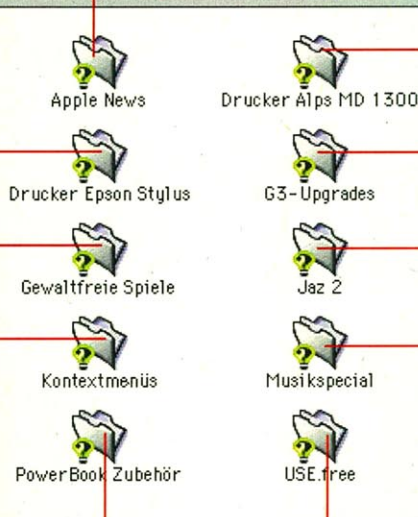 Apple News
Drucker Alps MD 1300
Drucker Epson Stylus
G3-Upgrades
Gewaltfreie Spiele
Jaz 2
Kontextmenüs
Musikspecial
PowerBook Zubehör
USE.free